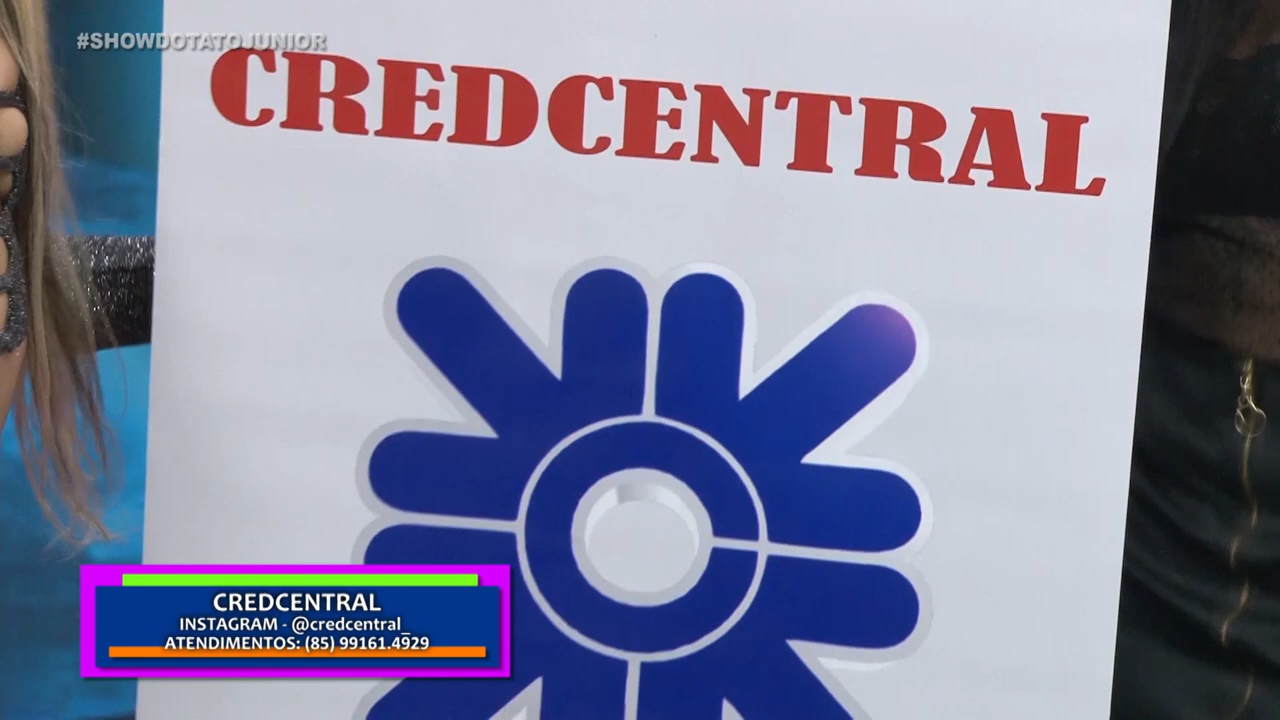 #SHOWDOTATOJUNIOR
CREDCENTRAL
CREDCENTRAL
INSTAGRAM - @credcentral_
ATENDIMENTOS: (85) 99161.4929